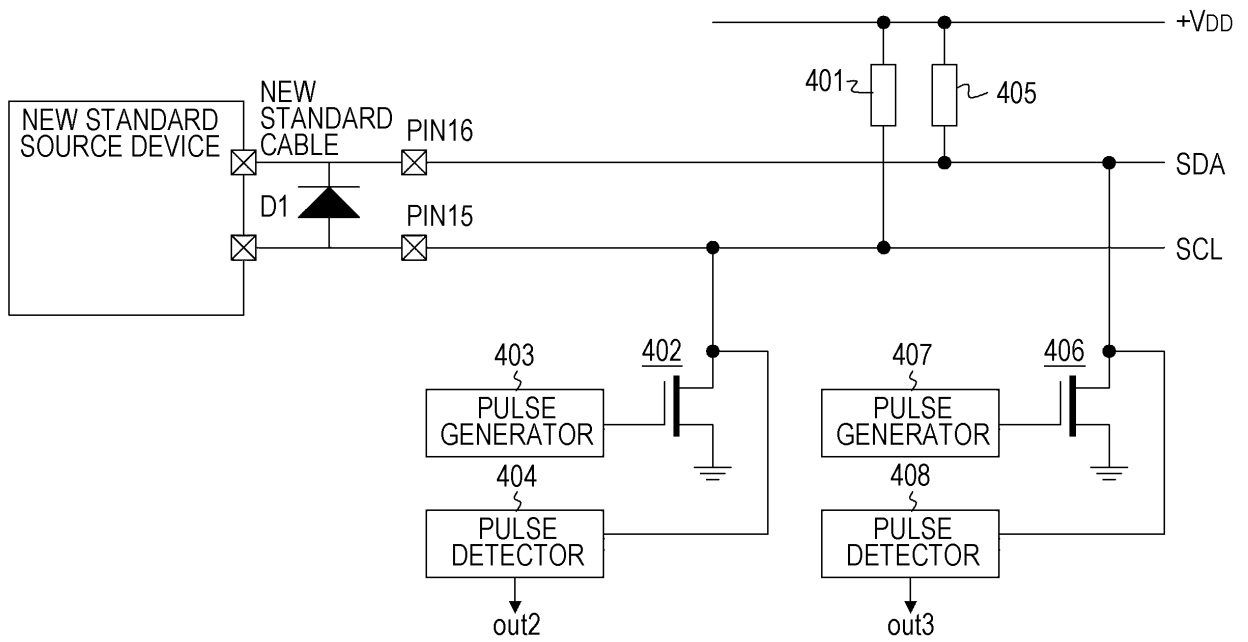 +VDD
401
405
NEW STANDARD
SOURCE DEVICE
NEW
STANDARD
CABLE
PIN16
SDA
D1
PIN15
SCL
403
402
PULSE
GENERATOR
407
406
PULSE
GENERATOR
404
PULSE
DETECTOR
408
PULSE
DETECTOR
out2
out3